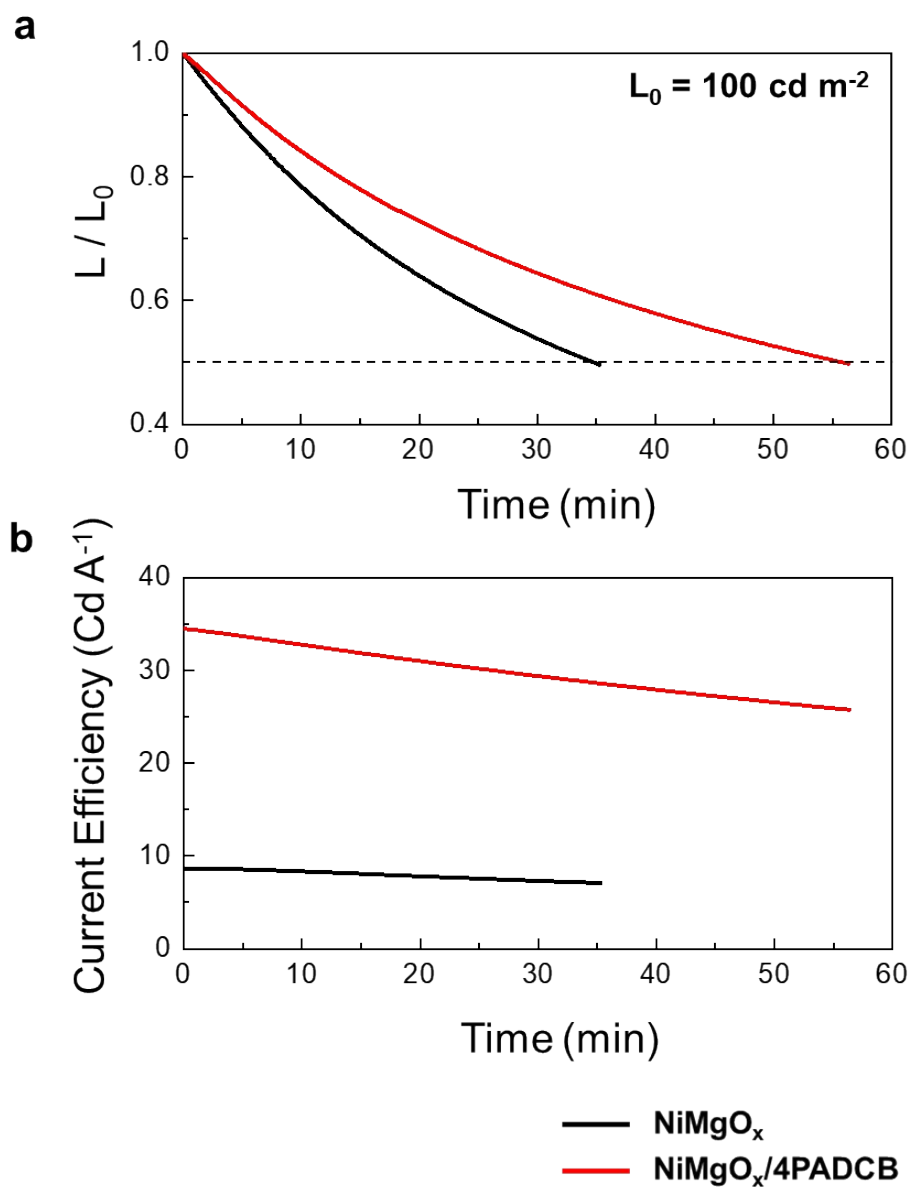 a
L / L₀
1.0
0.8
0.6
0.4
L₀ = 100 cd m⁻²
0 10 20 30 40 50 60
Time (min)
b
Current Efficiency (Cd A⁻¹)
40
30
20
10
0
0 10 20 30 40 50 60
Time (min)
NiMgOₓ
NiMgOₓ/4PADCB